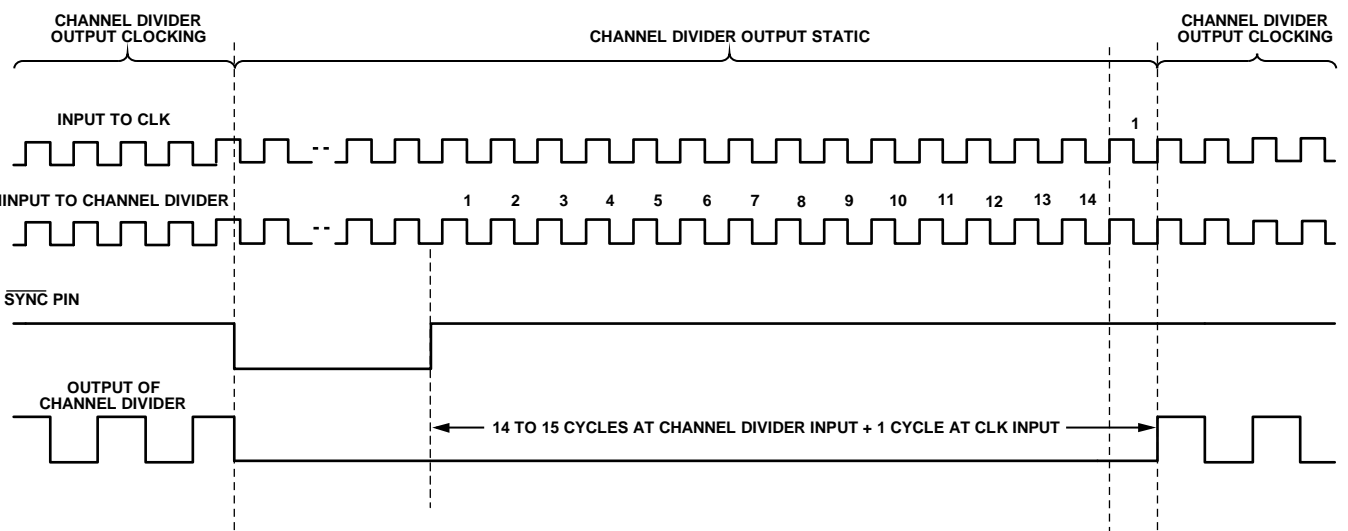 CHANNEL DIVIDER
OUTPUT CLOCKING
CHANNEL DIVIDER OUTPUT STATIC
CHANNEL DIVIDER
OUTPUT CLOCKING
INPUT TO CLK
1
INPUT TO CHANNEL DIVIDER
1 2 3 4 5 6 7 8 9 10 11 12 13 14
SYNC PIN
OUTPUT OF
CHANNEL DIVIDER
14 TO 15 CYCLES AT CHANNEL DIVIDER INPUT + 1 CYCLE AT CLK INPUT